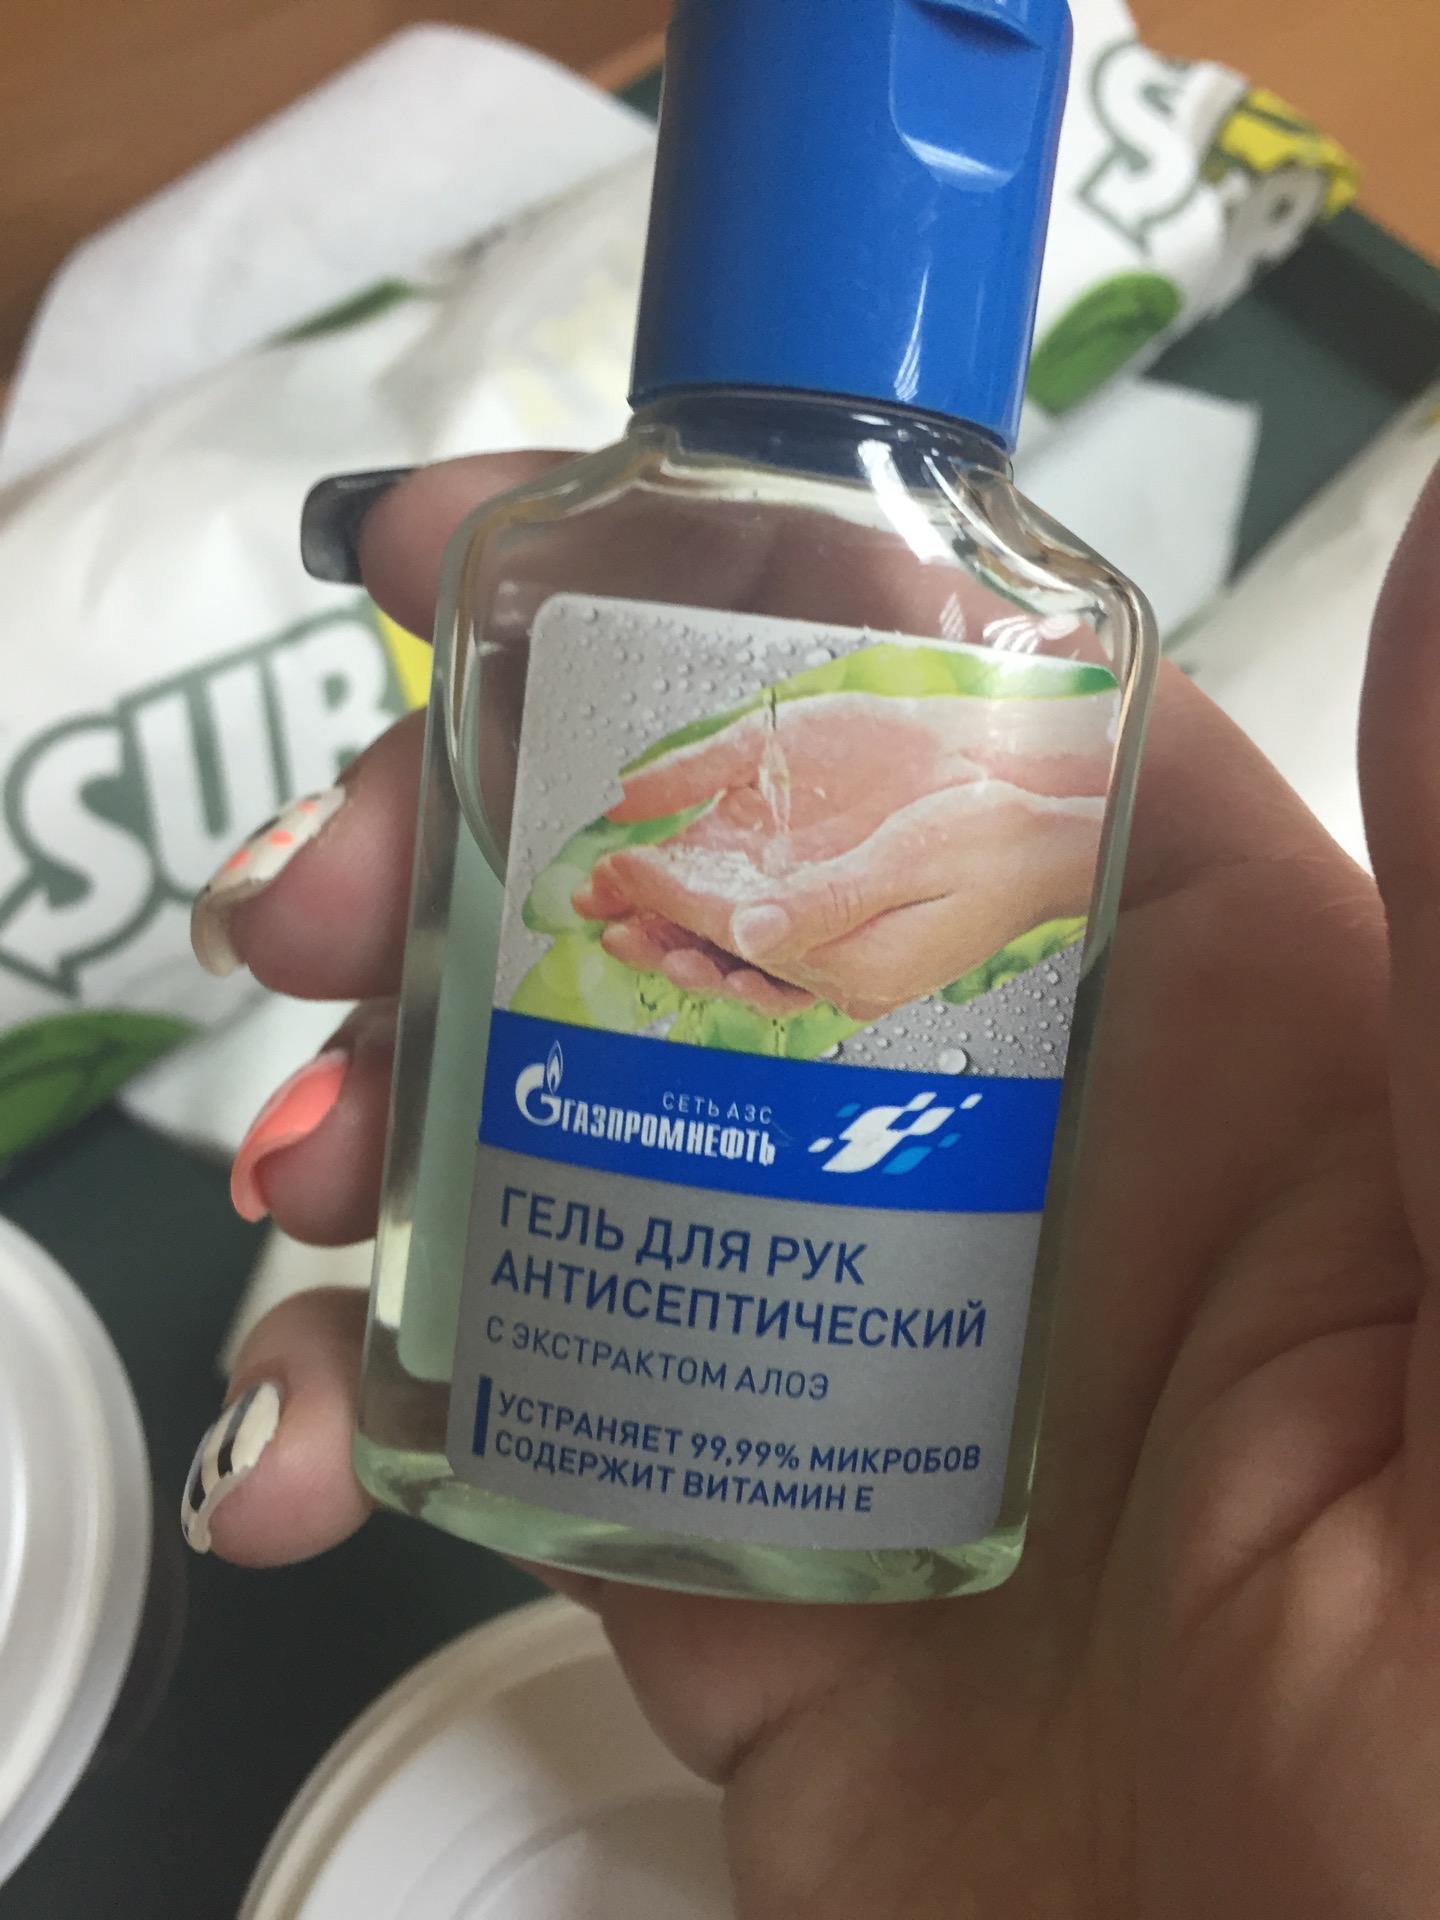 SUB
СЕТЬ АЗС
ГАЗПРОМНЕФТЬ
ГЕЛЬ ДЛЯ РУК
АНТИСЕПТИЧЕСКИЙ
С ЭКСТРАКТОМ АЛОЭ
УСТРАНЯЕТ 99,99% МИКРОБОВ
СОДЕРЖИТ ВИТАМИН Е